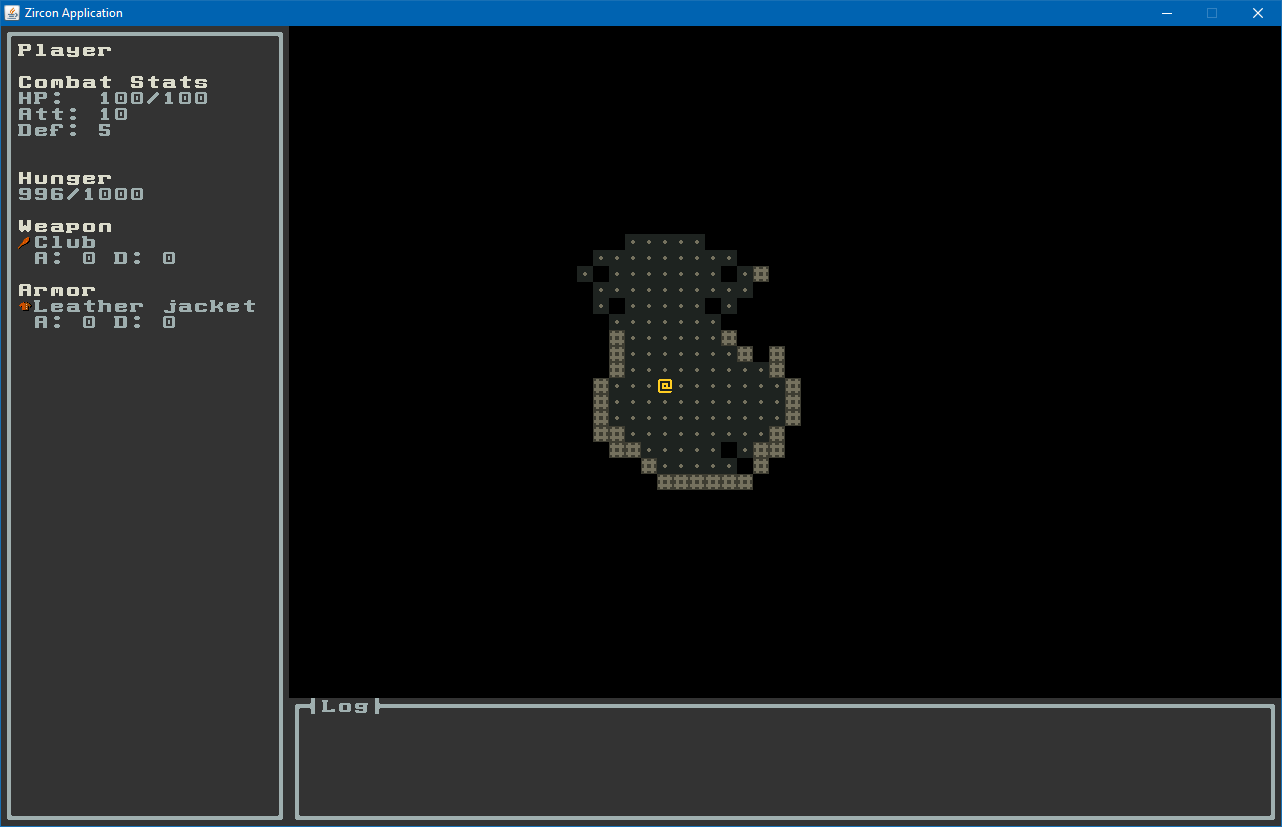 Zircon Application
Player
Combat Stats
HP: 100/100
Att: 10
Def: 5
Hunger
996/1000
Weapon
Club
A: 0 D: 0
Armor
Leather jacket
A: 0 D: 0
@
Log